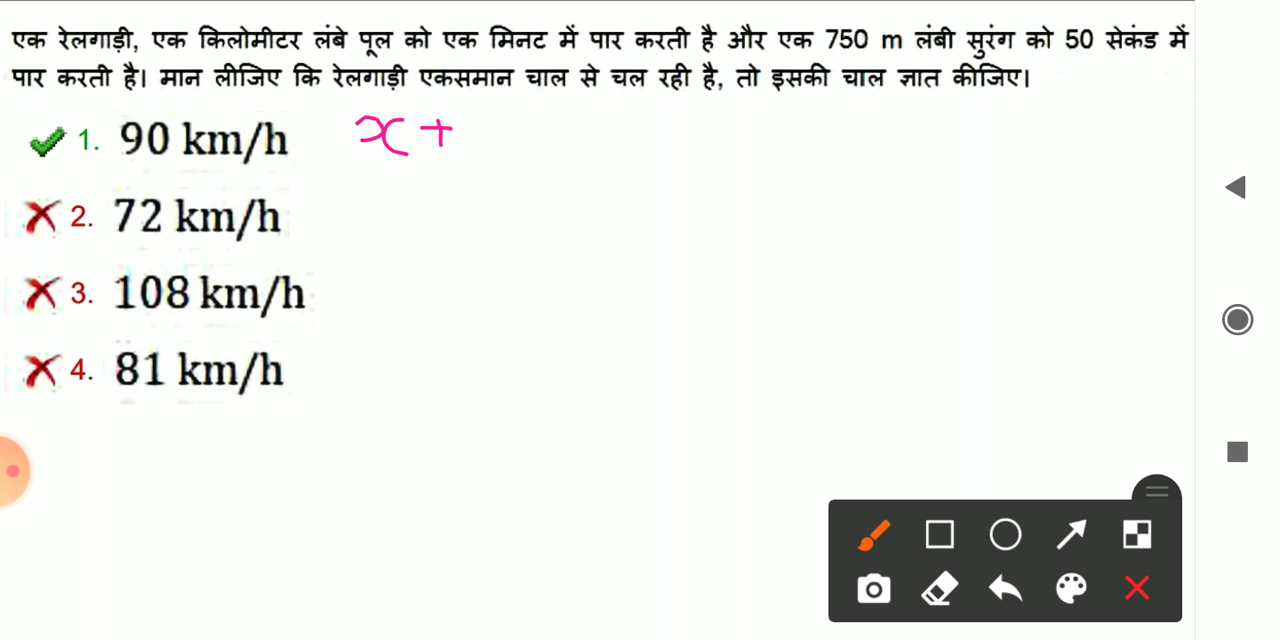 एक रेलगाड़ी, एक किलोमीटर लंबे पूल को एक मिनट में पार करती है और एक 750 m लंबी सुरंग को 50 सेकंड में
पार करती है। मान लीजिए कि रेलगाड़ी एकसमान चाल से चल रही है, तो इसकी चाल ज्ञात कीजिए।
1. 90 km/h x +
2. 72 km/h
3. 108 km/h
4. 81 km/h